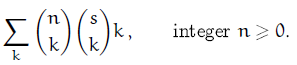 ∑_k \binom{n}{k} \binom{s}{k} k , integer n ⩾ 0.